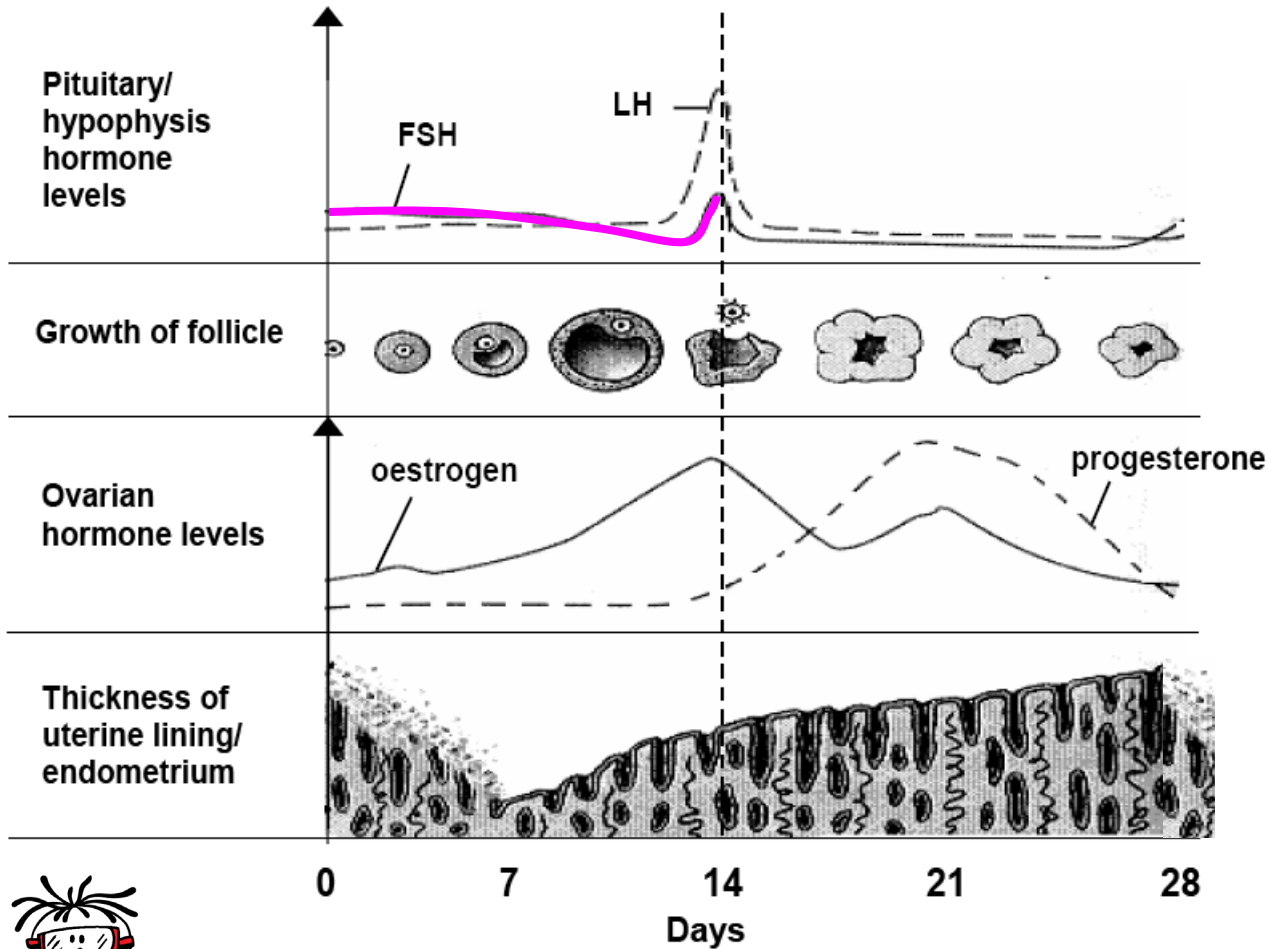 Pituitary/
hypophysis
hormone
levels
FSH
LH
Growth of follicle
Ovarian
hormone levels
oestrogen
progesterone
Thickness of
uterine lining/
endometrium
0 7 14 21 28
Days